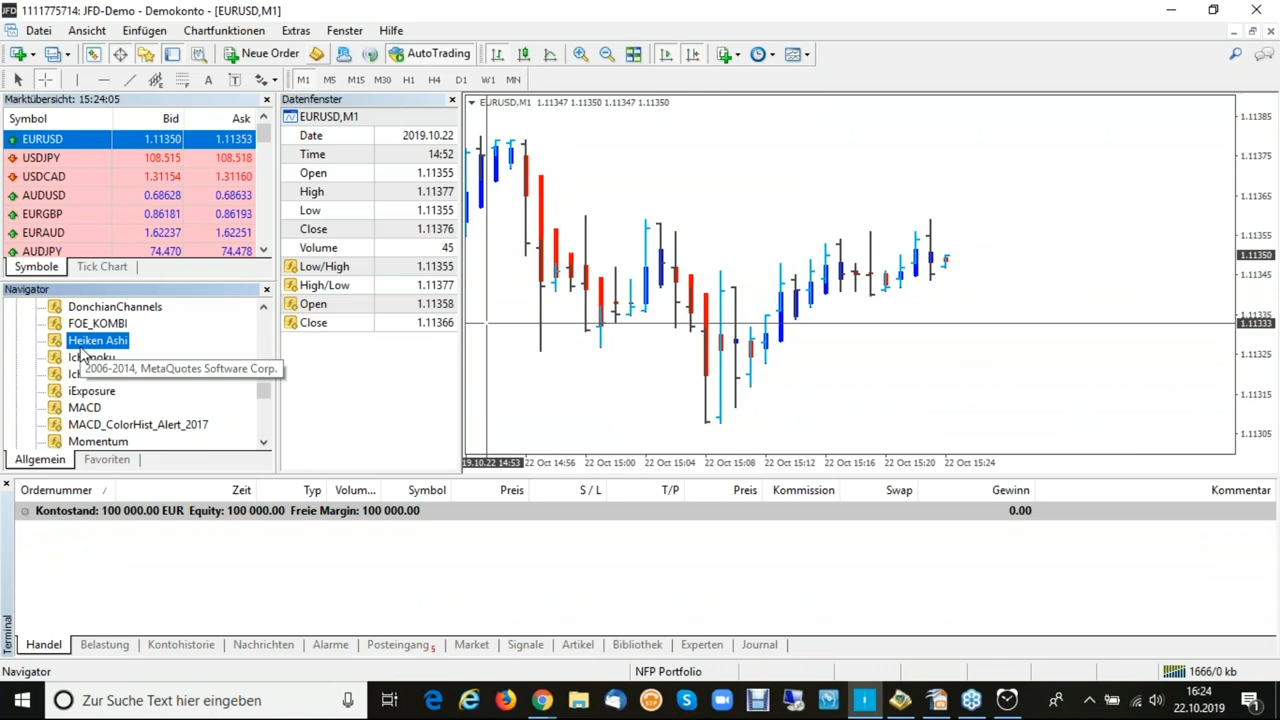 1111775714: JFD-Demo - Demokonto - [EURUSD,M1]
Datei Ansicht Einfügen Chartfunktionen Extras Fenster Hilfe
New Order AutoTrading
M1 M5 M15 M30 H1 H4 D1 W1 MN
Marktübersicht: 15:24:05
Symbol Bid Ask
EURUSD 1.11350 1.11353
USDJPY 108.515 108.518
USDCAD 1.31154 1.31160
AUDUSD 0.68628 0.68633
EURGBP 0.86181 0.86193
EURAUD 1.62237 1.62251
AUDJPY 74.470 74.478
Symbole Tick Chart
Navigator
DonchianChannels
FOE_KOMBI
Heiken Ashi
2006-2014, MetaQuotes Software Corp.
iExposure
MACD
MACD_ColorHist_Alert_2017
Momentum
Allgemein Favoriten
Datenfenster
EURUSD,M1
Date 2019.10.22
Time 14:52
Open 1.11355
High 1.11377
Low 1.11355
Close 1.11376
Volume 45
Low/High 1.11355
High/Low 1.11377
Open 1.11358
Close 1.11366
EURUSD,M1 1.11347 1.11350 1.11347 1.11350
1.11385
1.11375
1.11365
1.11355
1.11350
1.11345
1.11335
1.11333
1.11325
1.11315
1.11305
19.10.22 14:53 22 Oct 14:56 22 Oct 15:00 22 Oct 15:04 22 Oct 15:08 22 Oct 15:12 22 Oct 15:16 22 Oct 15:20 22 Oct 15:24
Terminal
Ordernummer / Zeit Typ Volum... Symbol Preis S / L T/P Preis Kommission Swap Gewinn Kommentar
Kontostand: 100 000.00 EUR Equity: 100 000.00 Freie Margin: 100 000.00 0.00
Handel Belastung Kontohistorie Nachrichten Alarme Posteingang 5 Market Signale Artikel Bibliothek Experten Journal
Navigator NFP Portfolio 1666/0 kb
Zur Suche Text hier eingeben
16:24
22.10.2019